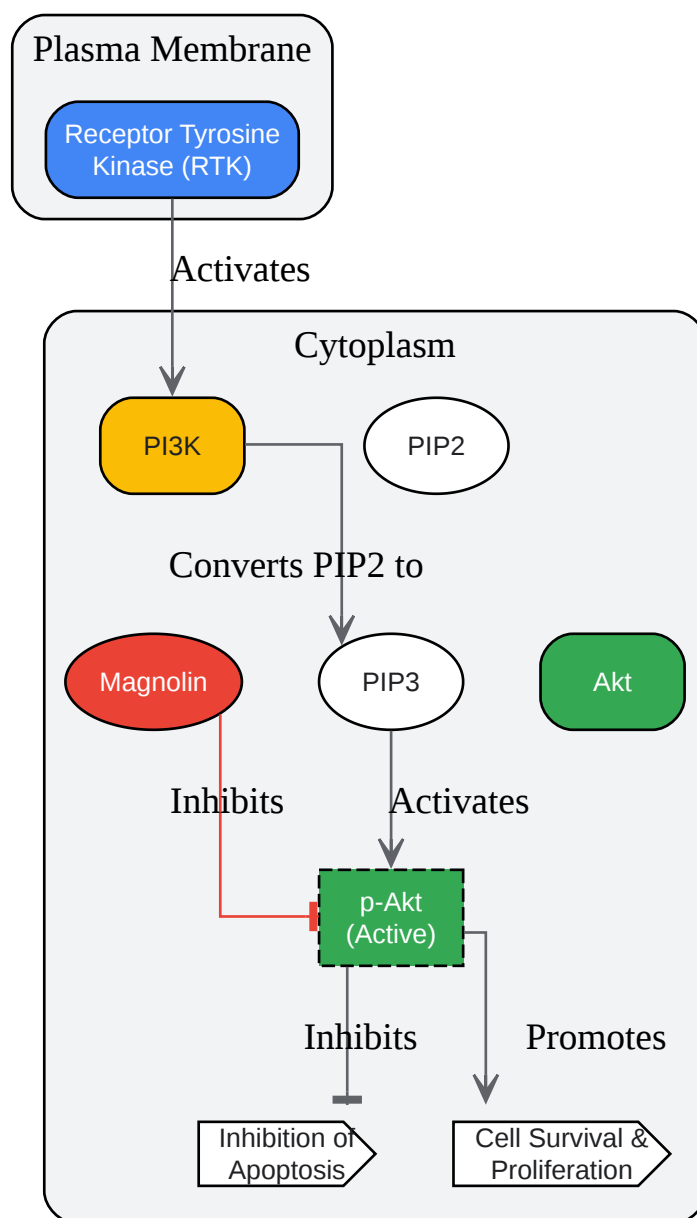 Plasma Membrane
Receptor Tyrosine
Kinase (RTK)
Activates
Cytoplasm
PI3K
PIP2
Converts PIP2 to
Magnolin
PIP3
Akt
Inhibits
Activates
p-Akt
(Active)
Inhibits
Promotes
Inhibition of
Apoptosis
Cell Survival &
Proliferation